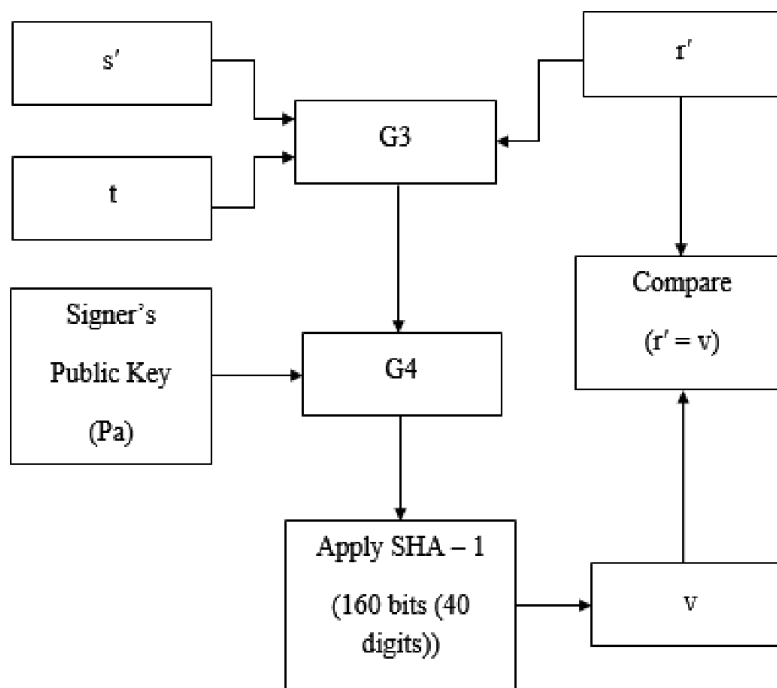 s′
r′
G3
t
Signer's
Public Key
(Pa)
Compare
(r′ = v)
G4
Apply SHA – 1
(160 bits (40
digits))
v